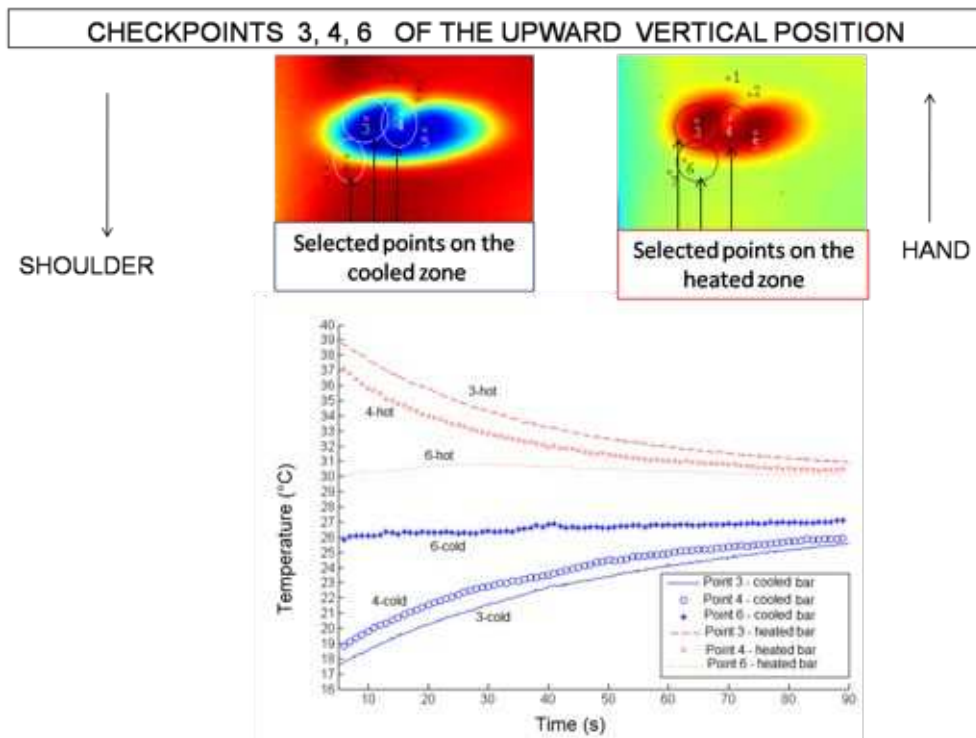 CHECKPOINTS 3, 4, 6 OF THE UPWARD VERTICAL POSITION
1
2
3
4
6
SHOULDER
Selected points on the
cooled zone
Selected points on the
heated zone
HAND
40
39
38
37
36
35
34
33
32
31
30
29
28
27
26
25
24
23
22
21
20
19
18
17
16
Temperature (°C)
3-hot
4-hot
6-hot
6-cold
4-cold
3-cold
Point 3 - cooled bar
Point 4 - cooled bar
Point 6 - cooled bar
Point 3 - heated bar
Point 4 - heated bar
Point 6 - heated bar
10 20 30 40 50 60 70 80 90
Time (s)